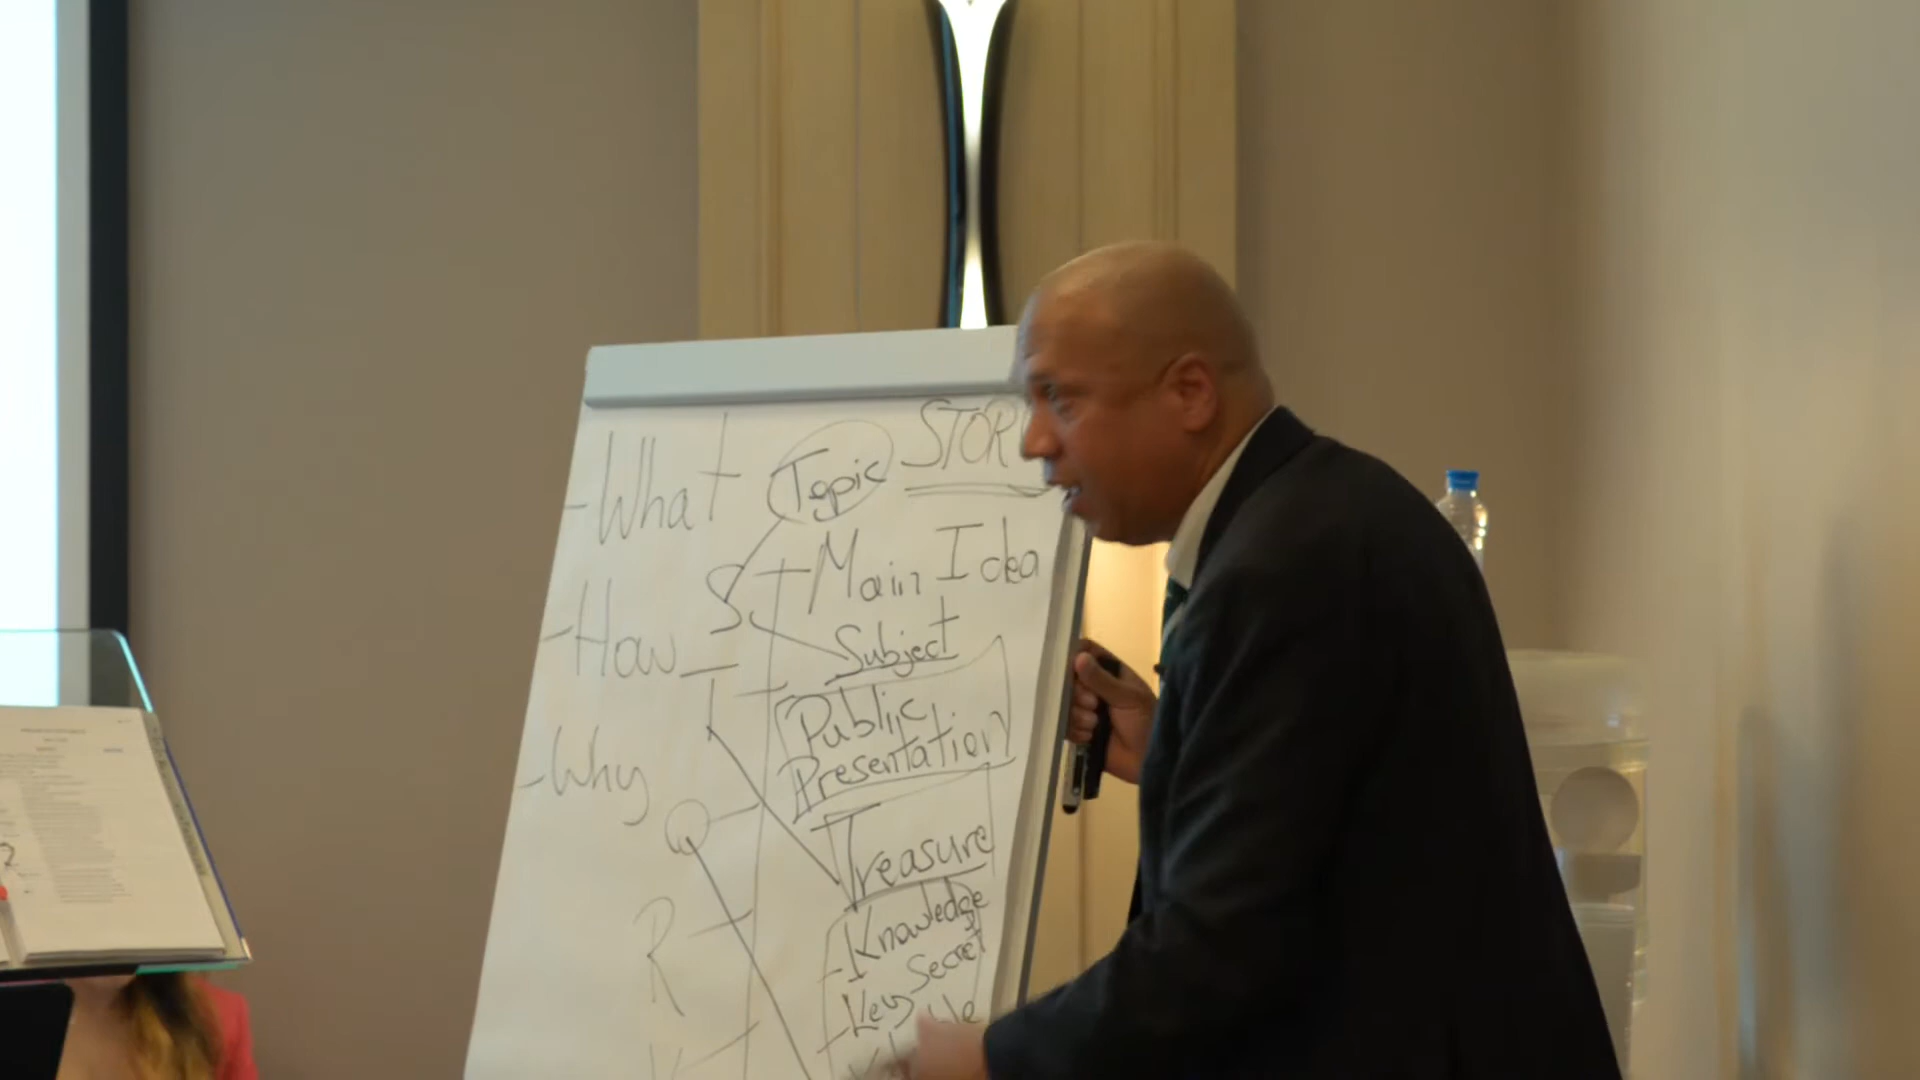 -What Topic STOR
S Main Idea
-How Subject
T Public
Presentation
-Why
O Treasure
R Knowledge
Secret
Key